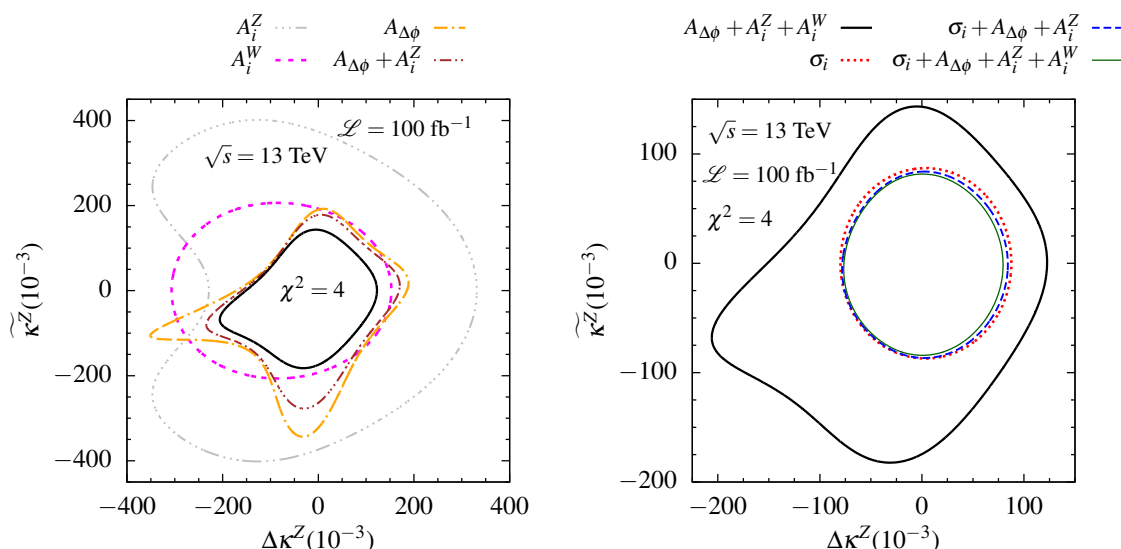 A_i^Z A_{Δϕ}
A_i^W A_{Δϕ} + A_i^Z
400
200
0
−200
−400
ℒ = 100 fb⁻¹
√s = 13 TeV
χ² = 4
−400 −200 0 200 400
Δκ^Z(10⁻³)
κ̃^Z(10⁻³)
A_{Δϕ} + A_i^Z + A_i^W σ_i + A_{Δϕ} + A_i^Z
σ_i σ_i + A_{Δϕ} + A_i^Z + A_i^W
100
0
−100
−200
√s = 13 TeV
ℒ = 100 fb⁻¹
χ² = 4
−200 −100 0 100
Δκ^Z(10⁻³)
κ̃^Z(10⁻³)